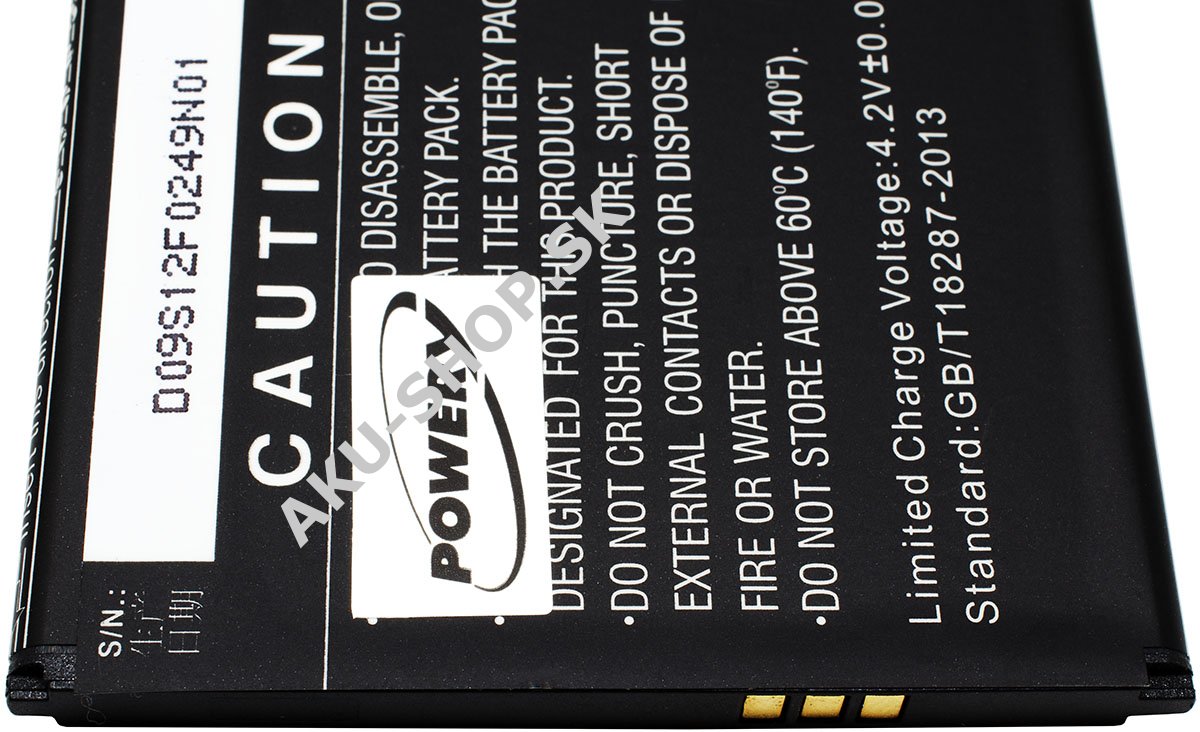 S/N.:
生产
日期
D09S12F0249N01
CAUTION
DISASSEMBLE,
BATTERY PACK.
THE BATTERY
DESIGNATED FOR THIS PRODUCT.
• DO NOT CRUSH, PUNCTURE, SHORT
EXTERNAL CONTACTS OR DISPOSE OF
FIRE OR WATER.
• DO NOT STORE ABOVE 60°C (140°F).
Limited Charge Voltage:4.2V±0.0
Standard:GB/T18287-2013
POWERY
AKU-SHOP.SK